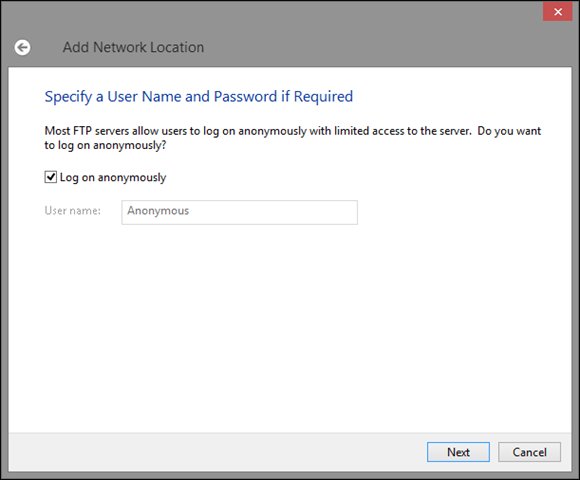 Add Network Location
Specify a User Name and Password if Required
Most FTP servers allow users to log on anonymously with limited access to the server.  Do you want
to log on anonymously?
Log on anonymously
User name: Anonymous
Next Cancel